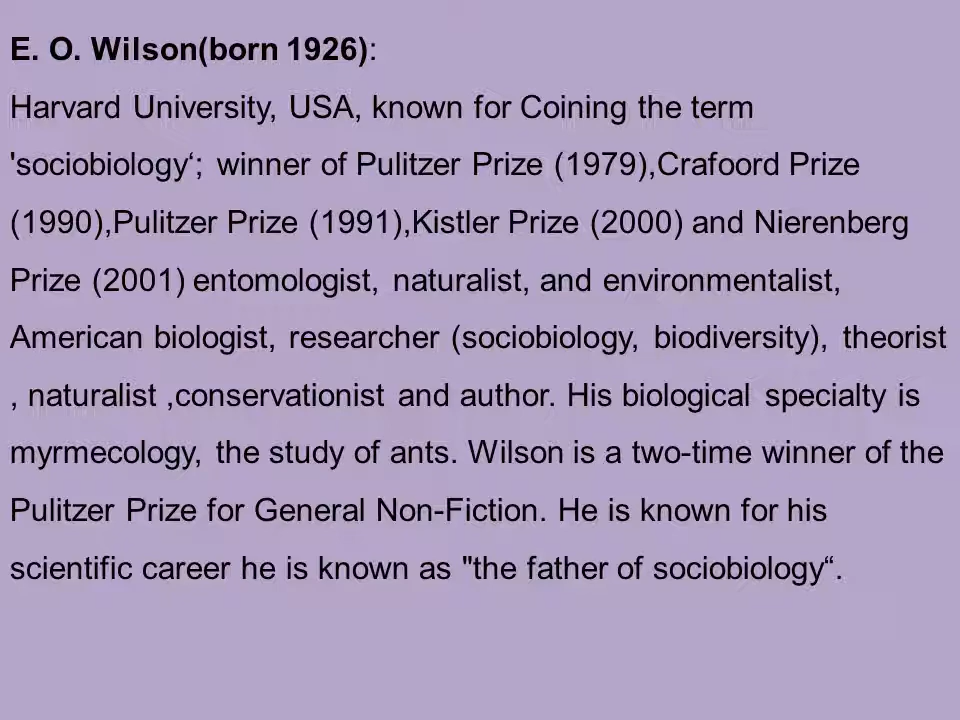 E. O. Wilson(born 1926):
Harvard University, USA, known for Coining the term
'sociobiology‘; winner of Pulitzer Prize (1979),Crafoord Prize
(1990),Pulitzer Prize (1991),Kistler Prize (2000) and Nierenberg
Prize (2001) entomologist, naturalist, and environmentalist,
American biologist, researcher (sociobiology, biodiversity), theorist
, naturalist ,conservationist and author. His biological specialty is
myrmecology, the study of ants. Wilson is a two-time winner of the
Pulitzer Prize for General Non-Fiction. He is known for his
scientific career he is known as "the father of sociobiology“.